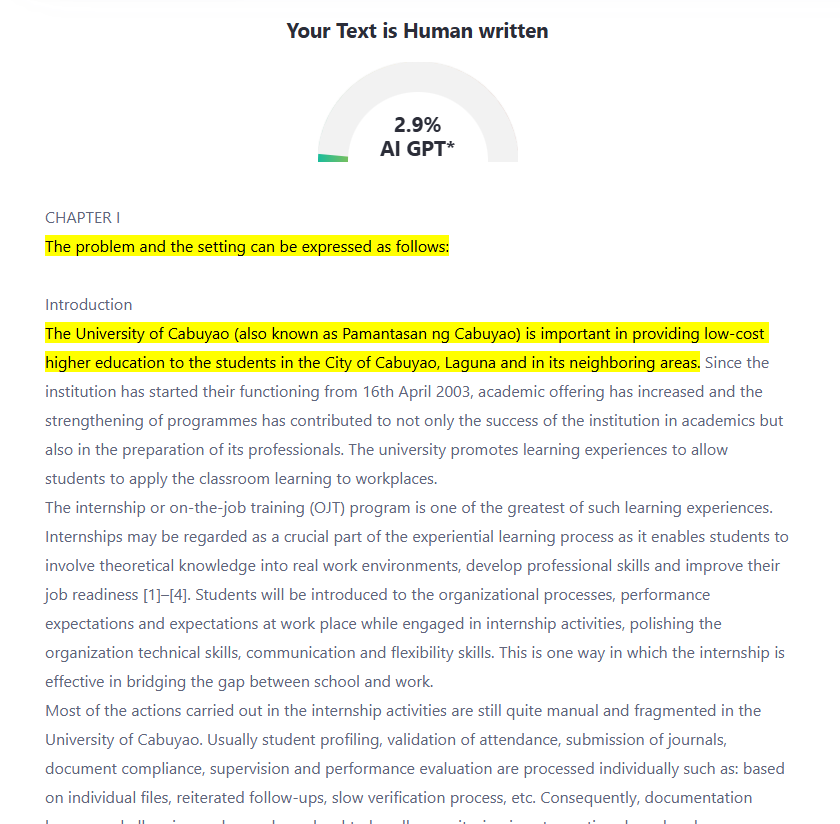 Your Text is Human written
2.9%
AI GPT*
CHAPTER I
The problem and the setting can be expressed as follows:
Introduction
The University of Cabuyao (also known as Pamantasan ng Cabuyao) is important in providing low-cost
higher education to the students in the City of Cabuyao, Laguna and in its neighboring areas. Since the
institution has started their functioning from 16th April 2003, academic offering has increased and the
strengthening of programmes has contributed to not only the success of the institution in academics but
also in the preparation of its professionals. The university promotes learning experiences to allow
students to apply the classroom learning to workplaces.
The internship or on-the-job training (OJT) program is one of the greatest of such learning experiences.
Internships may be regarded as a crucial part of the experiential learning process as it enables students to
involve theoretical knowledge into real work environments, develop professional skills and improve their
job readiness [1]–[4]. Students will be introduced to the organizational processes, performance
expectations and expectations at work place while engaged in internship activities, polishing the
organization technical skills, communication and flexibility skills. This is one way in which the internship is
effective in bridging the gap between school and work.
Most of the actions carried out in the internship activities are still quite manual and fragmented in the
University of Cabuyao. Usually student profiling, validation of attendance, submission of journals,
document compliance, supervision and performance evaluation are processed individually such as: based
on individual files, reiterated follow-ups, slow verification process, etc. Consequently, documentation